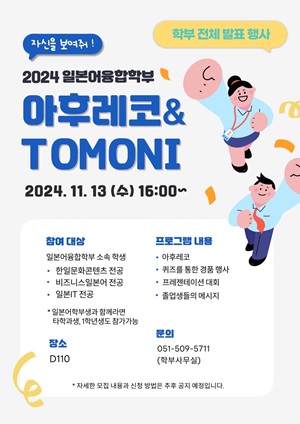 자신을 보여줘 !
학부 전체 발표 행사
2024 일본어융합학부
아후레코&
TOMONI
2024. 11. 13 (수) 16:00~
참여 대상
일본어융합학부 소속 학생
• 한일문화콘텐츠 전공
• 비즈니스일본어 전공
• 일본IT 전공
* 일본어학부생과 함께라면
타학과생, 1학년생도 참가가능
장소
D110
프로그램 내용
• 아후레코
• 퀴즈를 통한 경품 행사
• 프레젠테이션 대회
• 졸업생들의 메시지
문의
051-509-5711
(학부사무실)
* 자세한 모집 내용과 신청 방법은 추후 공지 예정입니다.